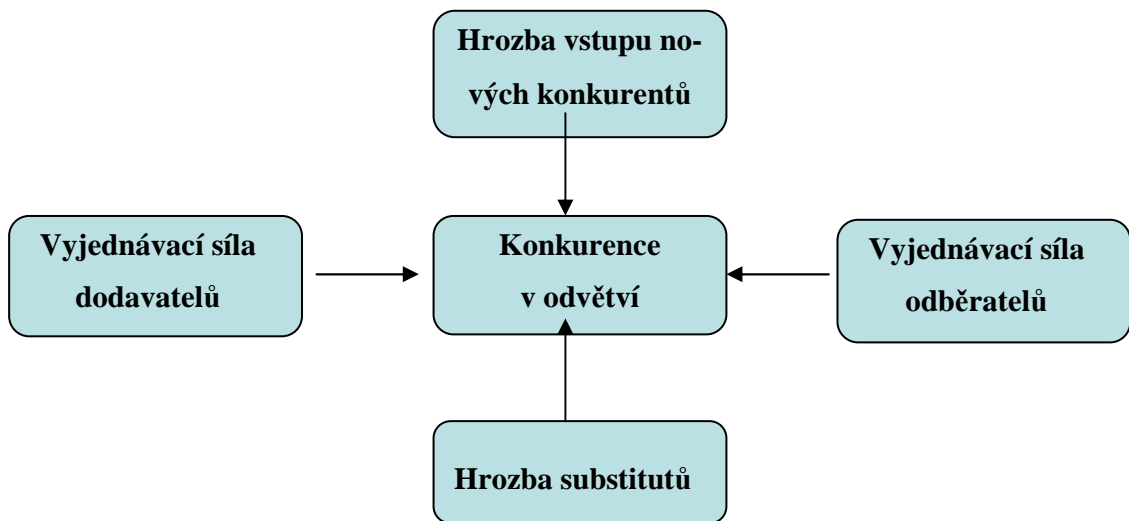 Hrozba vstupu no-
vých konkurentů
Vyjednávací síla
dodavatelů
Konkurence
v odvětví
Vyjednávací síla
odběratelů
Hrozba substitutů